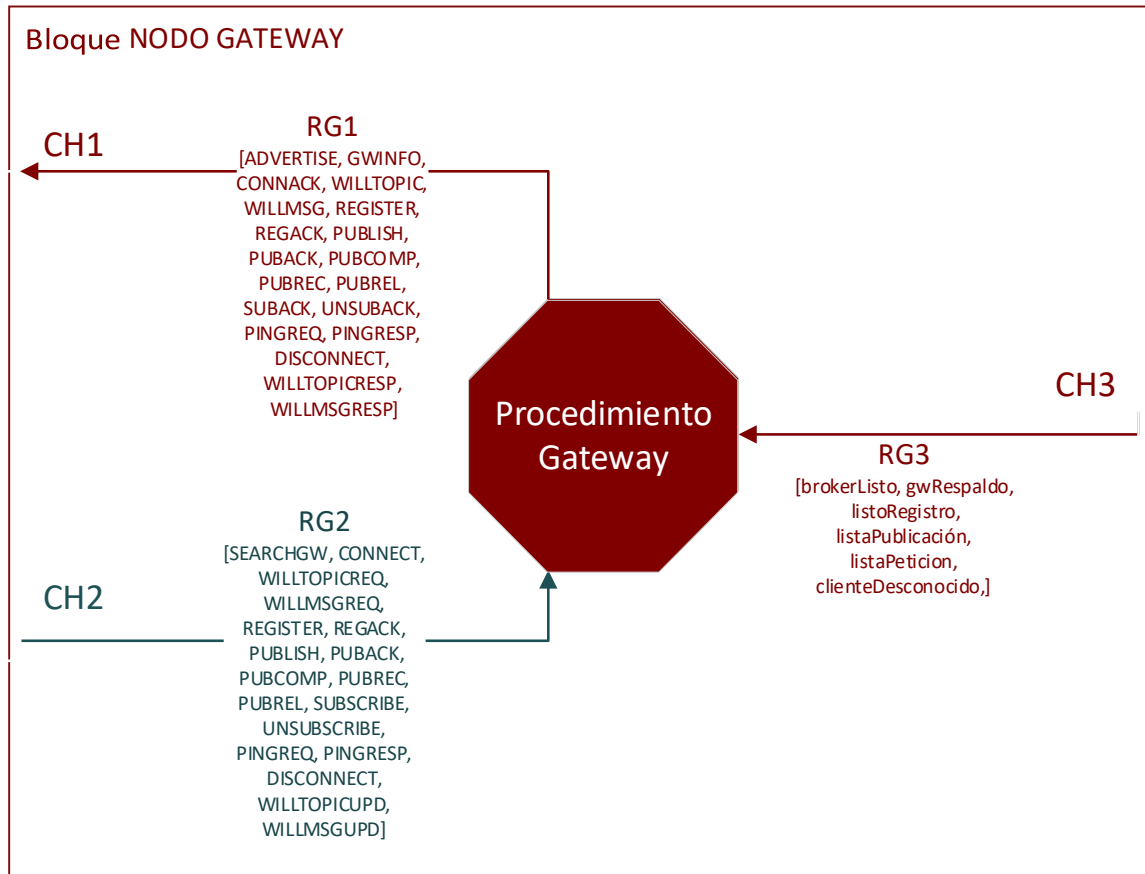 Bloque NODO GATEWAY
CH1
RG1
[ADVERTISE, GWINFO,
CONNACK, WILLTOPIC,
WILLMSG, REGISTER,
REGACK, PUBLISH,
PUBACK, PUBCOMP,
PUBREC, PUBREL,
SUBACK, UNSUBACK,
PINGREQ, PINGRESP,
DISCONNECT,
WILLTOPICRESP,
WILLMSGRESP]
Procedimiento
Gateway
CH3
RG3
[brokerListo, gwRespaldo,
listoRegistro,
listaPublicación,
listaPeticion,
clienteDesconocido,]
CH2
RG2
[SEARCHGW, CONNECT,
WILLTOPICREQ,
WILLMSGREQ,
REGISTER, REGACK,
PUBLISH, PUBACK,
PUBCOMP, PUBREC,
PUBREL, SUBSCRIBE,
UNSUBSCRIBE,
PINGREQ, PINGRESP,
DISCONNECT,
WILLTOPICUPD,
WILLMSGUPD]